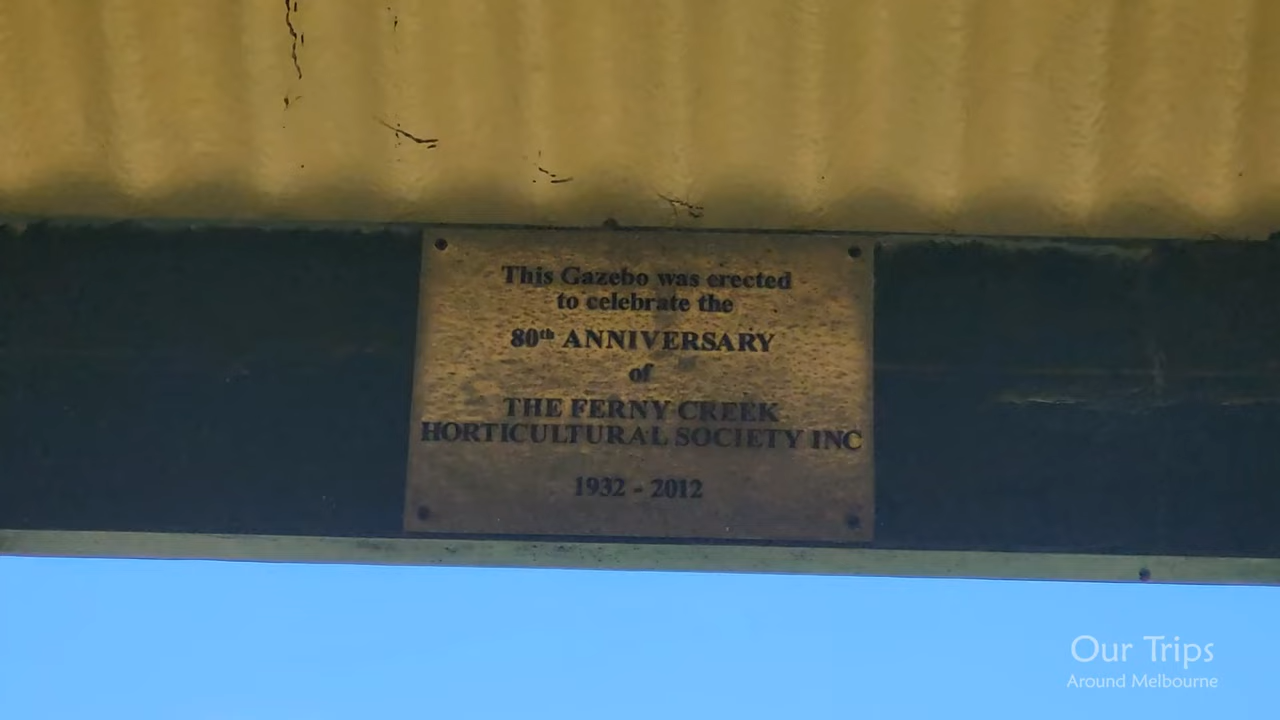 This Gazebo was erected
to celebrate the
80th ANNIVERSARY
of
THE FERNY CREEK
HORTICULTURAL SOCIETY INC
1932 - 2012
Our Trips
Around Melbourne